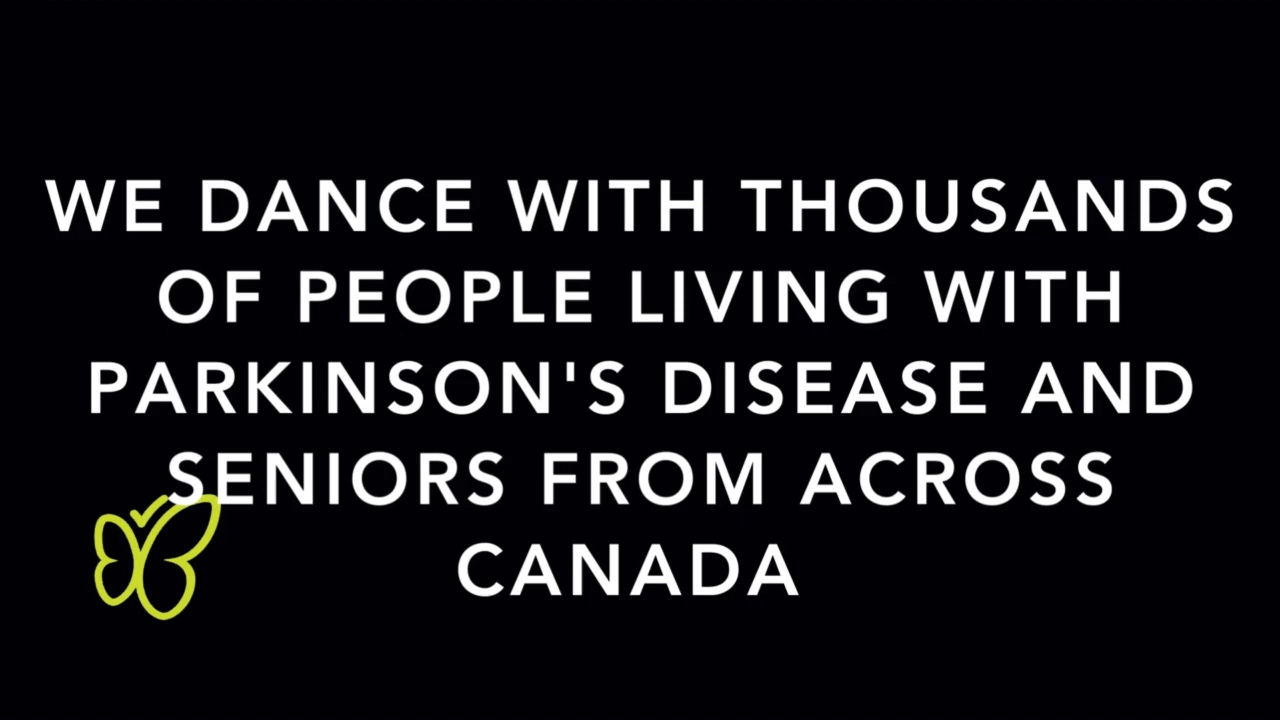 WE DANCE WITH THOUSANDS
OF PEOPLE LIVING WITH
PARKINSON'S DISEASE AND
SENIORS FROM ACROSS
CANADA